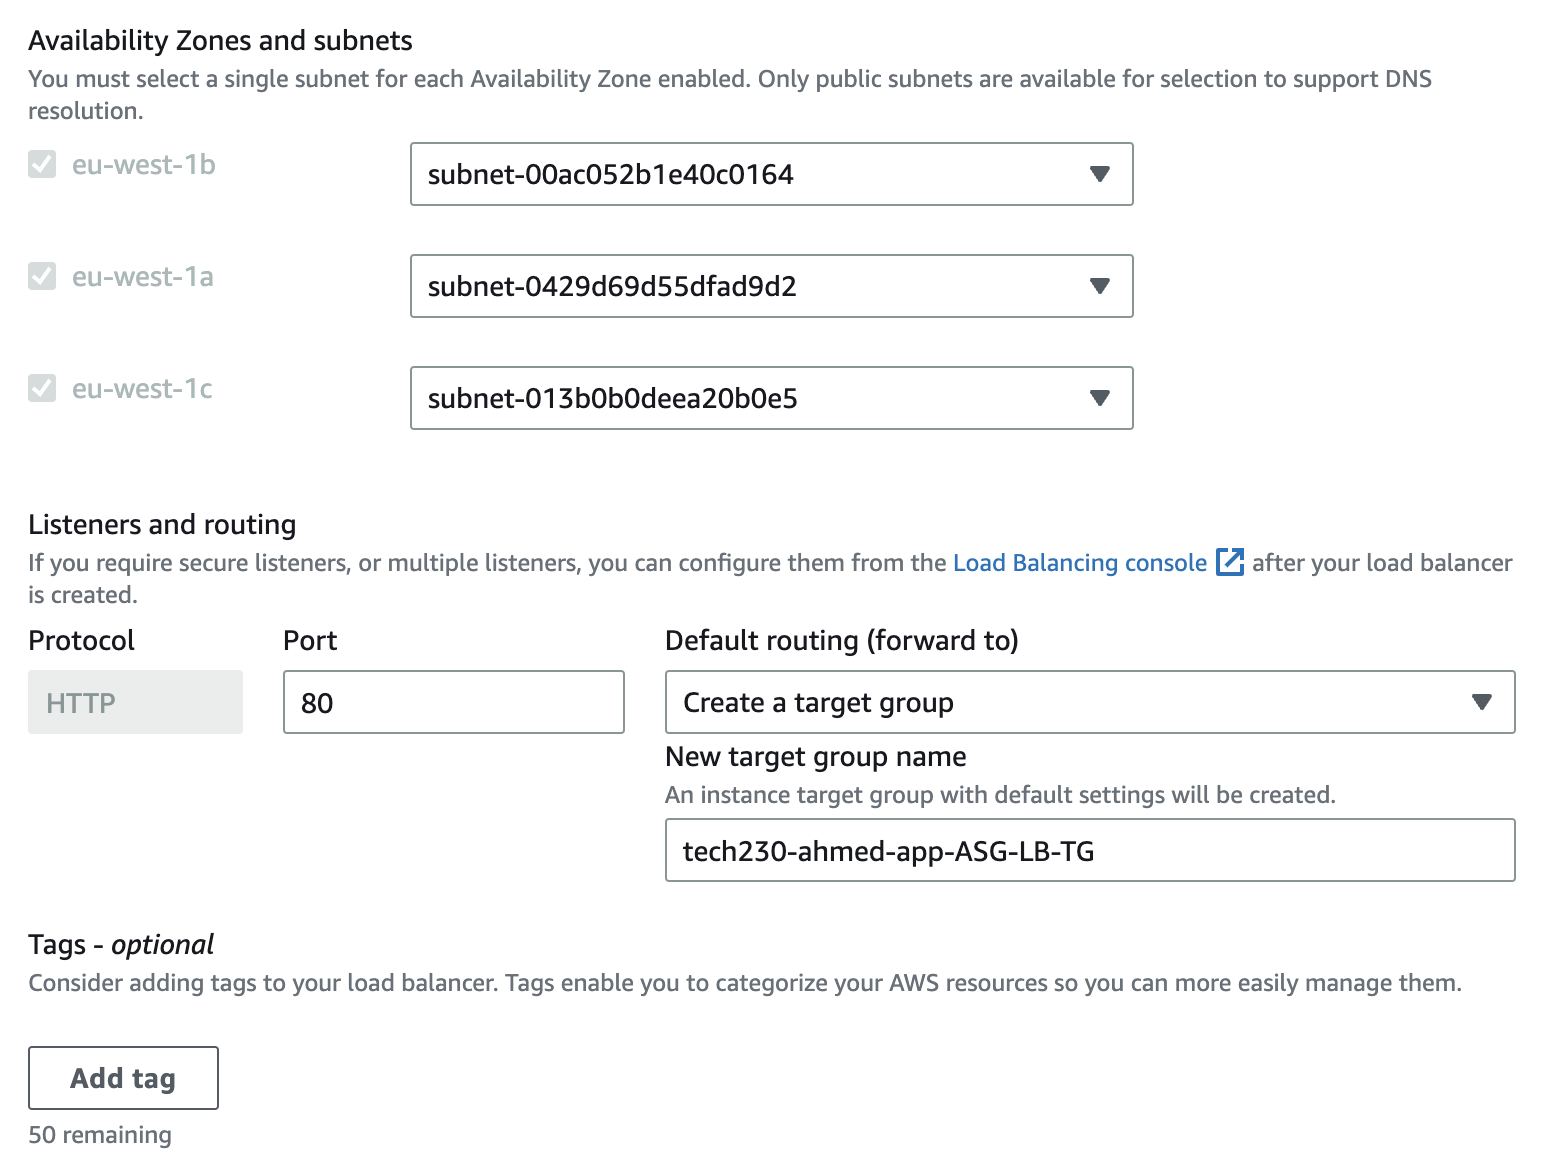 Availability Zones and subnets
You must select a single subnet for each Availability Zone enabled. Only public subnets are available for selection to support DNS
resolution.
eu-west-1b
subnet-00ac052b1e40c0164
eu-west-1a
subnet-0429d69d55dfad9d2
eu-west-1c
subnet-013b0b0deea20b0e5
Listeners and routing
If you require secure listeners, or multiple listeners, you can configure them from the Load Balancing console after your load balancer
is created.
Protocol
HTTP
Port
80
Default routing (forward to)
Create a target group
New target group name
An instance target group with default settings will be created.
tech230-ahmed-app-ASG-LB-TG
Tags - optional
Consider adding tags to your load balancer. Tags enable you to categorize your AWS resources so you can more easily manage them.
Add tag
50 remaining